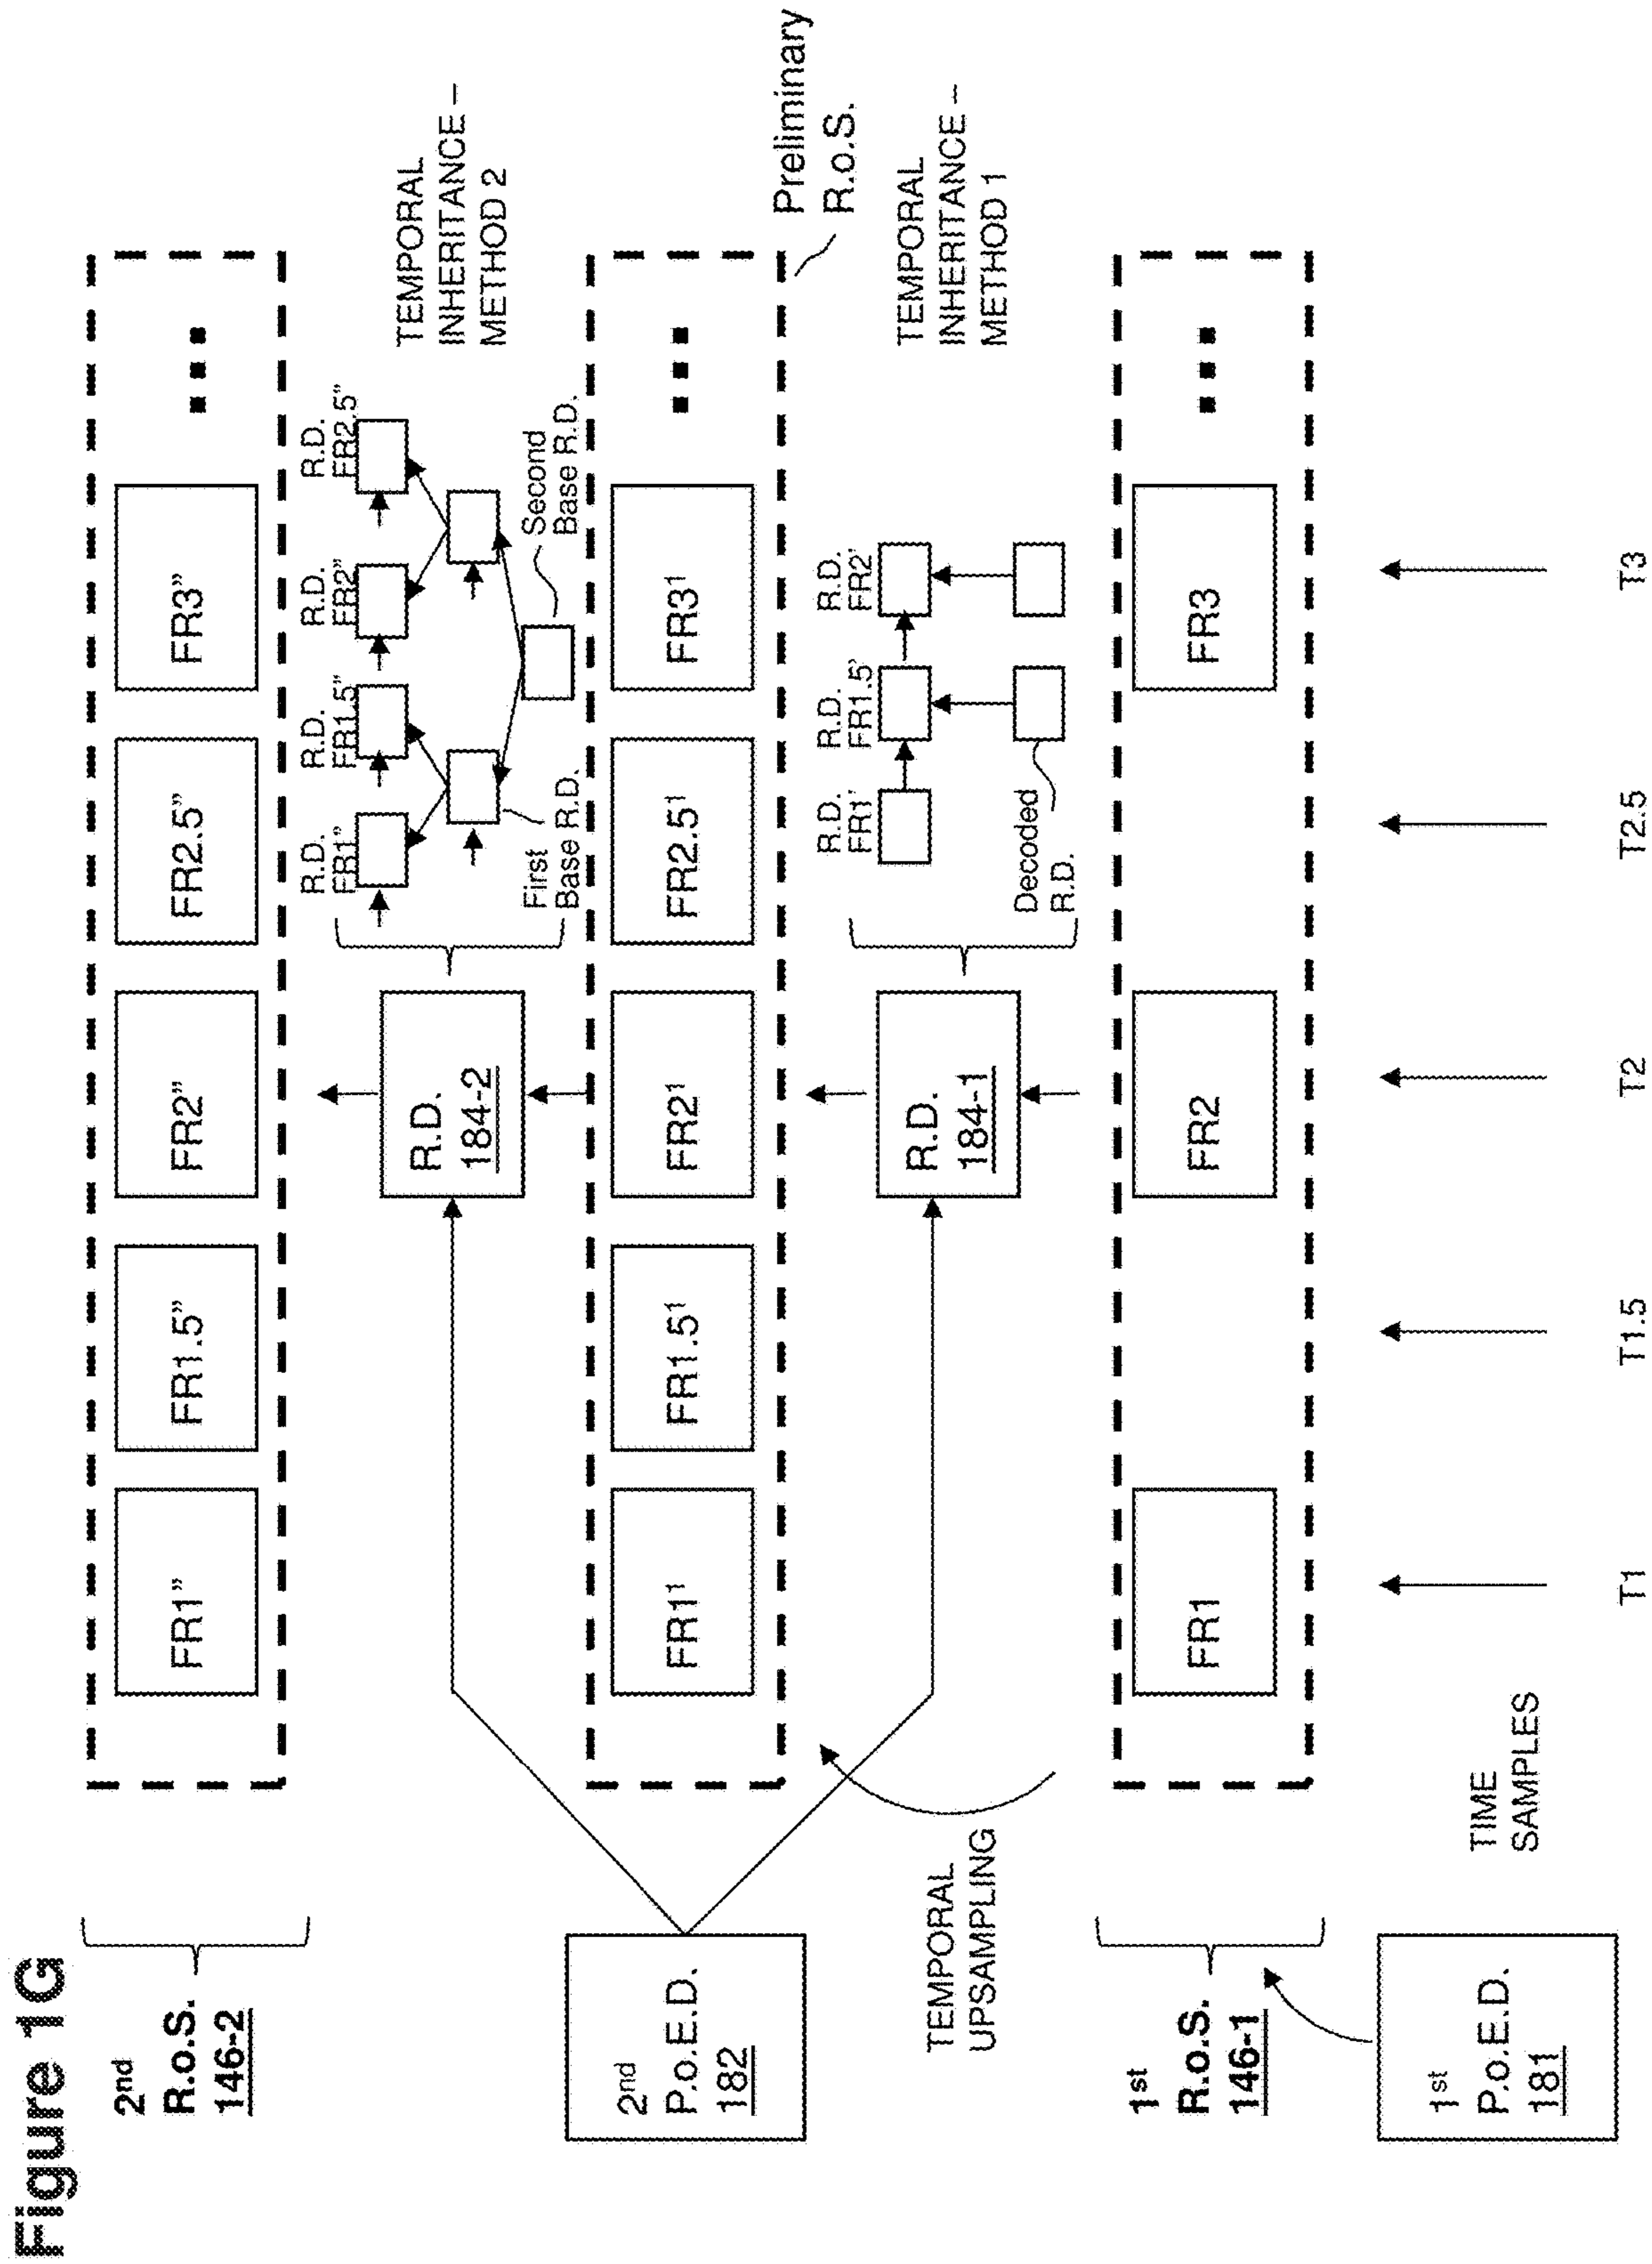 Figure 1G
2nd
R.o.S.
146-2
FR1”
FR1.5”
FR2”
FR2.5”
FR3”
...
R.D.
184-2
R.D.
FR1”
R.D.
FR1.5”
R.D.
FR2”
R.D.
FR2.5”
First
Base R.D.
Second
Base R.D.
TEMPORAL
INHERITANCE –
METHOD 2
2nd
P.o.E.D.
182
FR1¹
FR1.5¹
FR2¹
FR2.5¹
FR3¹
...
Preliminary
R.o.S.
TEMPORAL
UPSAMPLING
R.D.
184-1
R.D.
FR1’
R.D.
FR1.5’
R.D.
FR2’
Decoded
R.D.
TEMPORAL
INHERITANCE –
METHOD 1
1st
R.o.S.
146-1
FR1
FR2
FR3
...
1st
P.o.E.D.
181
TIME
SAMPLES
T1
T1.5
T2
T2.5
T3